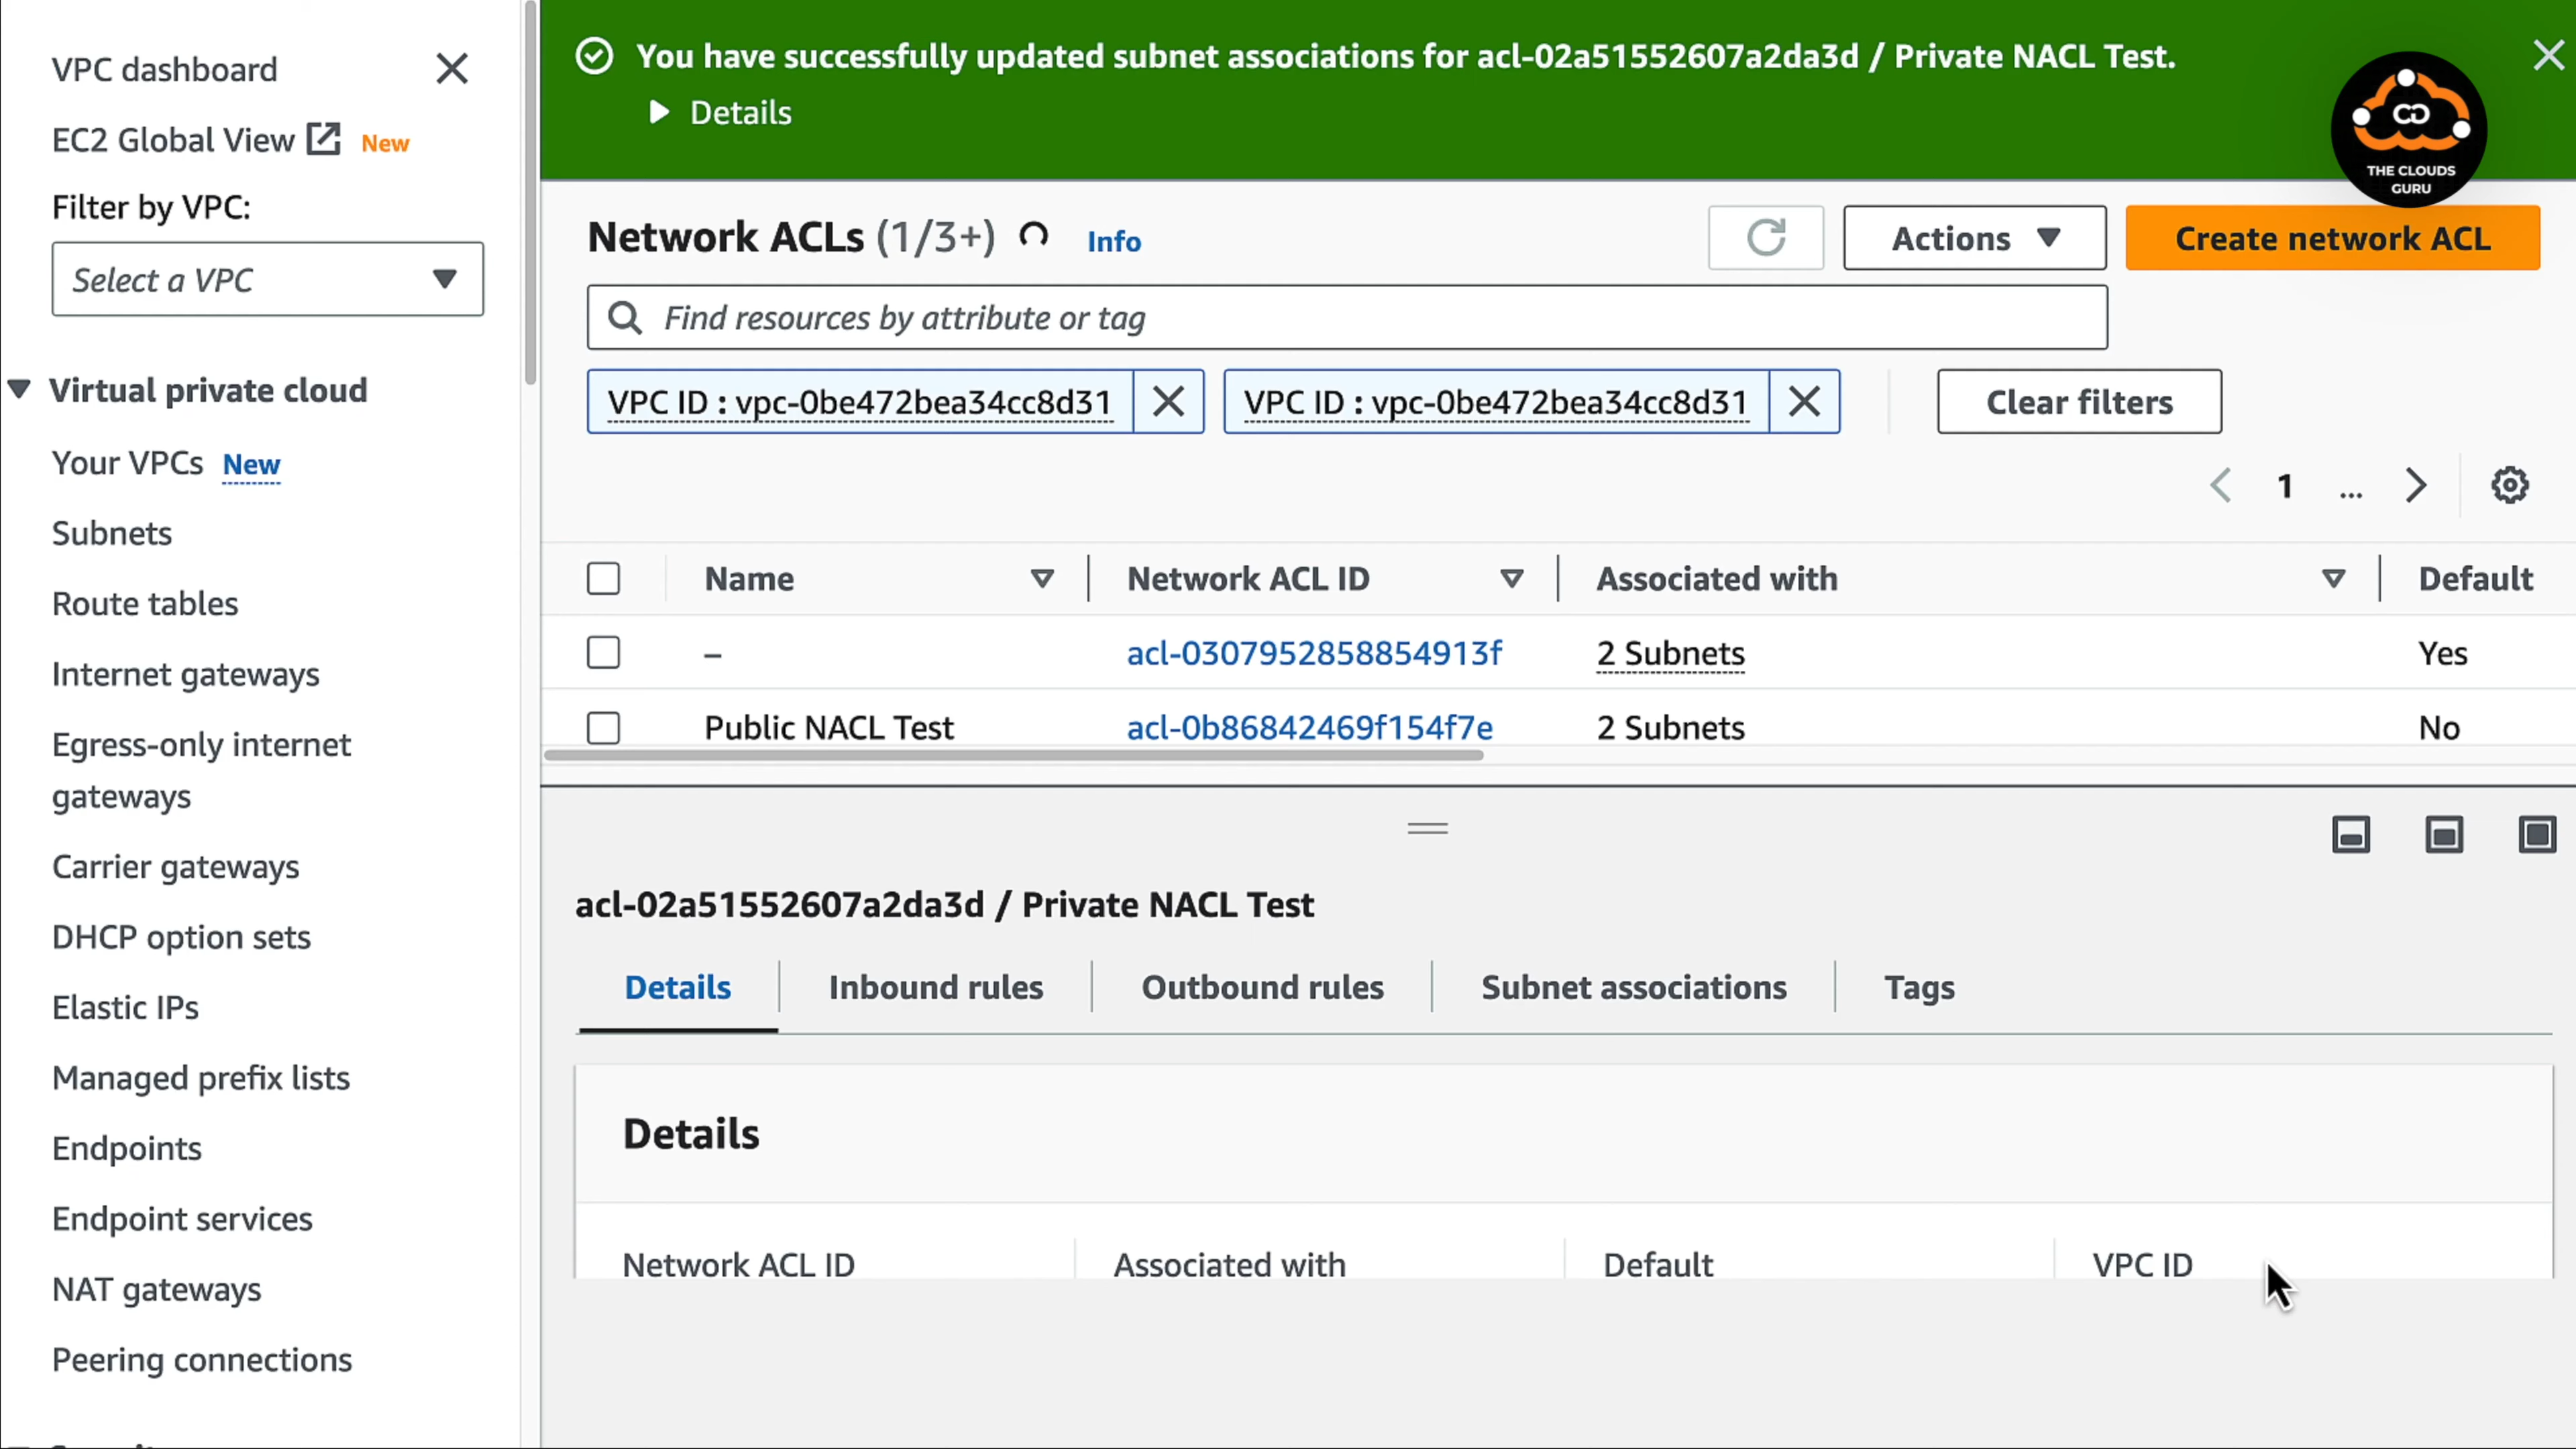 VPC dashboard
EC2 Global View New
Filter by VPC:
Select a VPC
Virtual private cloud
Your VPCs New
Subnets
Route tables
Internet gateways
Egress-only internet
gateways
Carrier gateways
DHCP option sets
Elastic IPs
Managed prefix lists
Endpoints
Endpoint services
NAT gateways
Peering connections
You have successfully updated subnet associations for acl-02a51552607a2da3d / Private NACL Test.
Details
THE CLOUDS
GURU
Network ACLs (1/3+) Info
Actions
Create network ACL
Find resources by attribute or tag
VPC ID : vpc-0be472bea34cc8d31
VPC ID : vpc-0be472bea34cc8d31
Clear filters
1 ...
Name Network ACL ID Associated with Default
– acl-0307952858854913f 2 Subnets Yes
Public NACL Test acl-0b86842469f154f7e 2 Subnets No
acl-02a51552607a2da3d / Private NACL Test
Details Inbound rules Outbound rules Subnet associations Tags
Details
Network ACL ID Associated with Default VPC ID